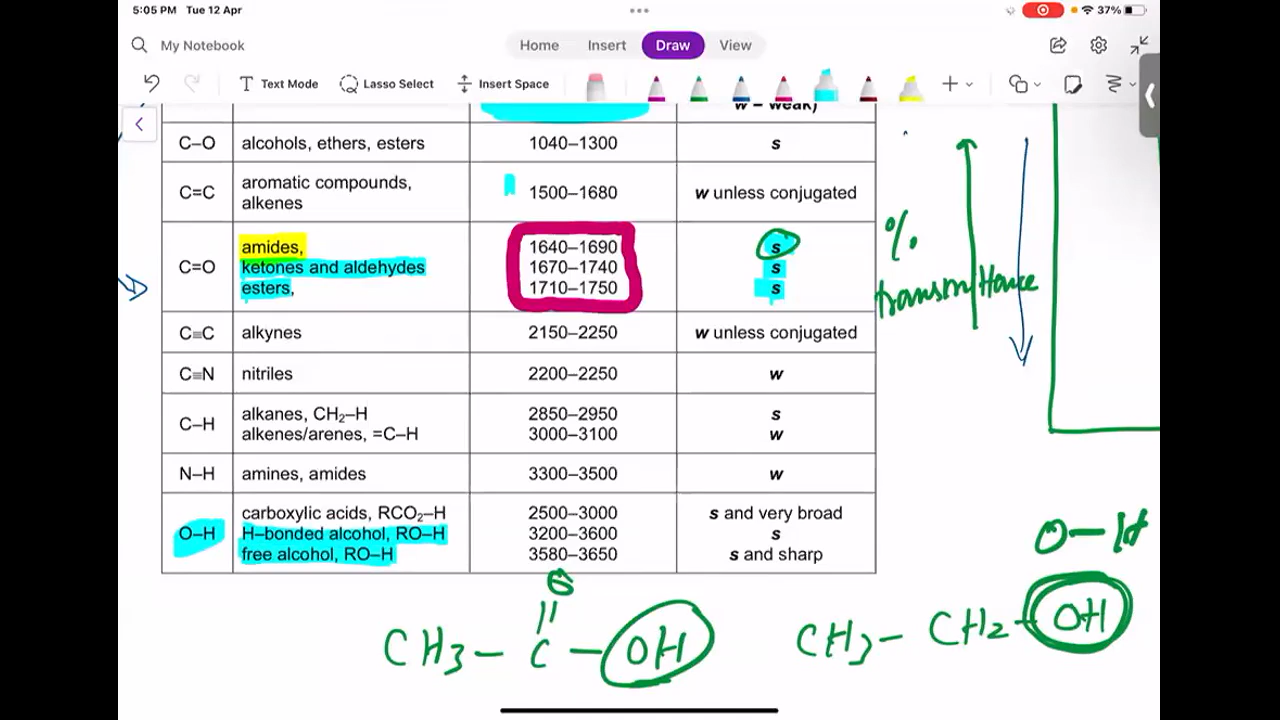 5:05 PM Tue 12 Apr
37%
My Notebook
Home Insert Draw View
Text Mode Lasso Select Insert Space
w = weak)
C–O alcohols, ethers, esters 1040–1300 s
C=C aromatic compounds, 1500–1680 w unless conjugated
alkenes
amides, 1640–1690 s
C=O ketones and aldehydes 1670–1740 s
esters, 1710–1750 s
C≡C alkynes 2150–2250 w unless conjugated
C≡N nitriles 2200–2250 w
C–H alkanes, CH₂–H 2850–2950 s
alkenes/arenes, =C–H 3000–3100 w
N–H amines, amides 3300–3500 w
carboxylic acids, RCO₂–H 2500–3000 s and very broad
O–H H–bonded alcohol, RO–H 3200–3600 s
free alcohol, RO–H 3580–3650 s and sharp
%
transmittance
O–H
O
||
CH3 – C – OH
CH3 – CH2 – OH